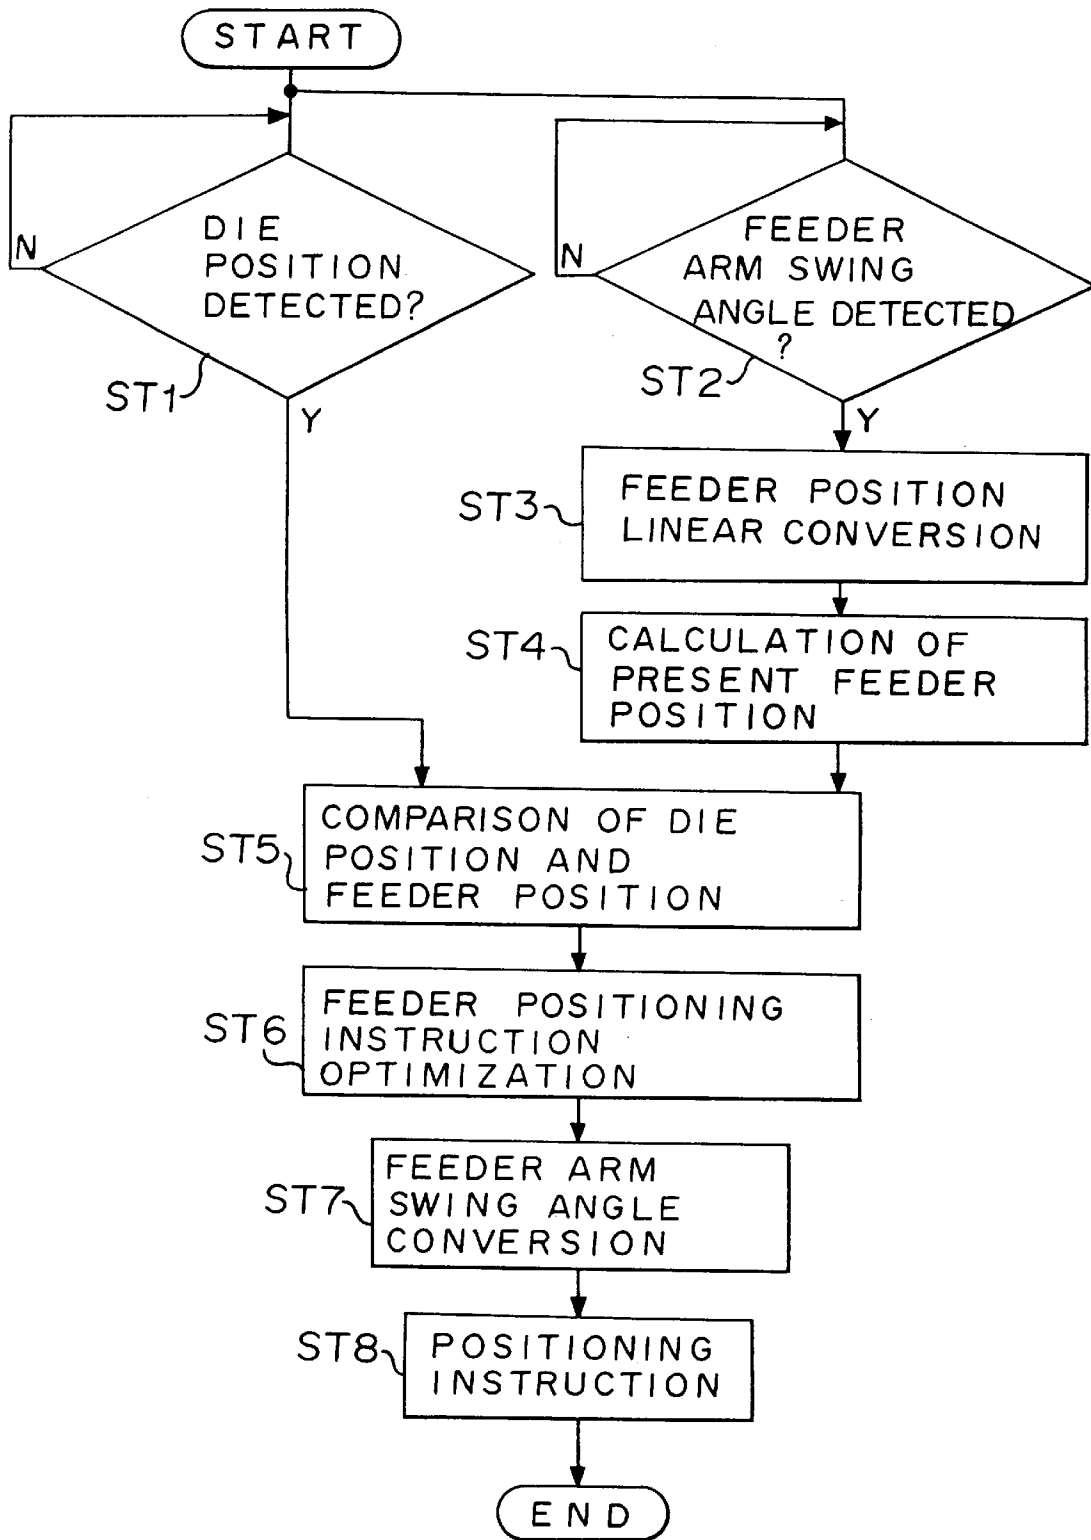 START
DIE
POSITION
DETECTED?
N
ST1
Y
FEEDER
ARM SWING
ANGLE DETECTED
?
N
ST2
Y
ST3
FEEDER POSITION
LINEAR CONVERSION
ST4
CALCULATION OF
PRESENT FEEDER
POSITION
ST5
COMPARISON OF DIE
POSITION AND
FEEDER POSITION
ST6
FEEDER POSITIONING
INSTRUCTION
OPTIMIZATION
ST7
FEEDER ARM
SWING ANGLE
CONVERSION
ST8
POSITIONING
INSTRUCTION
END